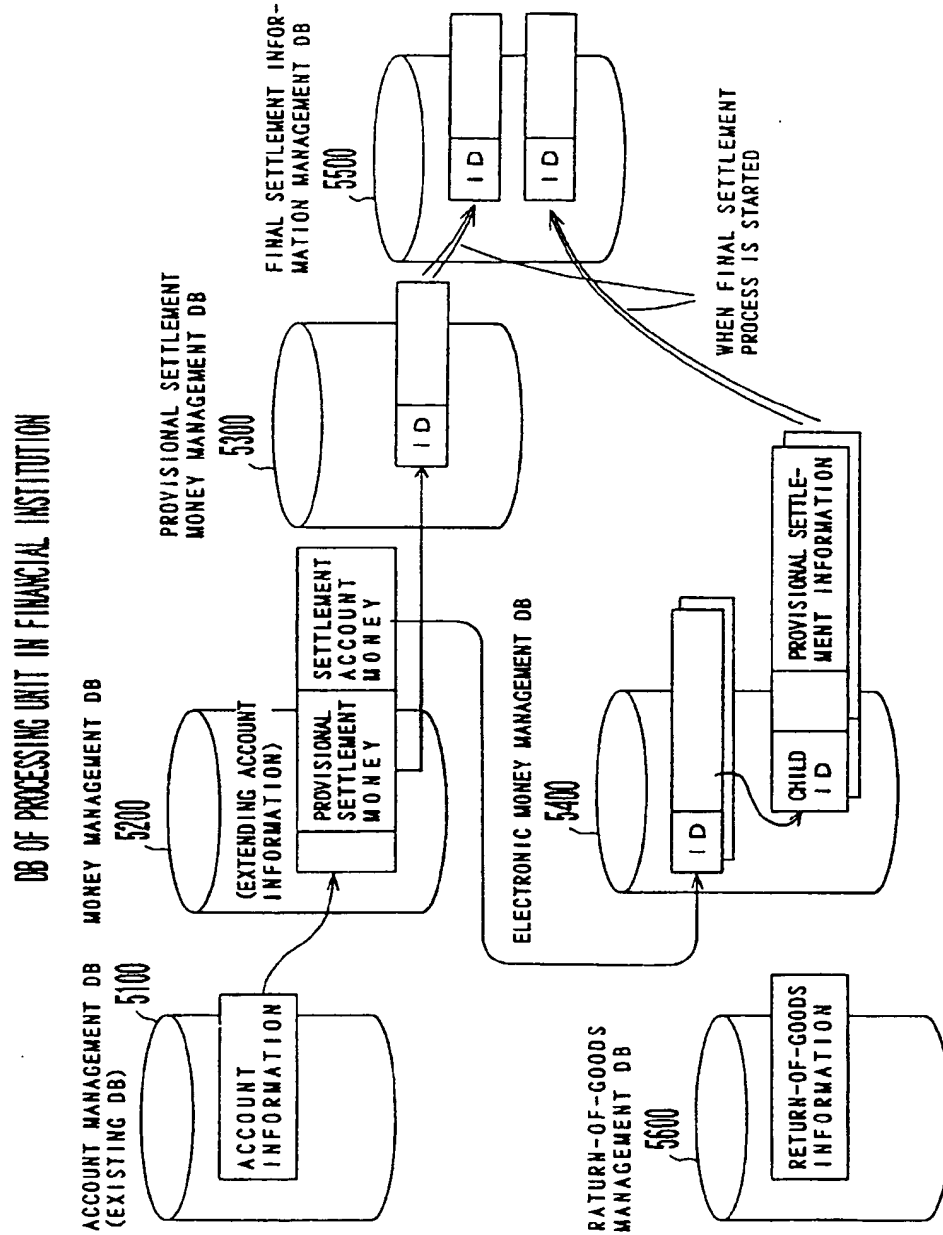 DB OF PROCESSING UNIT IN FINANCIAL INSTITUTION
ACCOUNT MANAGEMENT DB
(EXISTING DB)
5100
ACCOUNT
INFORMATION
MONEY MANAGEMENT DB
5200
(EXTENDING ACCOUNT
INFORMATION)
PROVISIONAL
SETTLEMENT
MONEY
SETTLEMENT
ACCOUNT
MONEY
PROVISIONAL SETTLEMENT
MONEY MANAGEMENT DB
5300
ID
FINAL SETTLEMENT INFOR-
MATION MANAGEMENT DB
5500
ID
ID
WHEN FINAL SETTLEMENT
PROCESS IS STARTED
RATURN-OF-GOODS
MANAGEMENT DB
5600
RETURN-OF-GOODS
INFORMATION
ELECTRONIC MONEY MANAGEMENT DB
5400
ID
CHILD
ID
PROVISIONAL SETTLE-
MENT INFORMATION